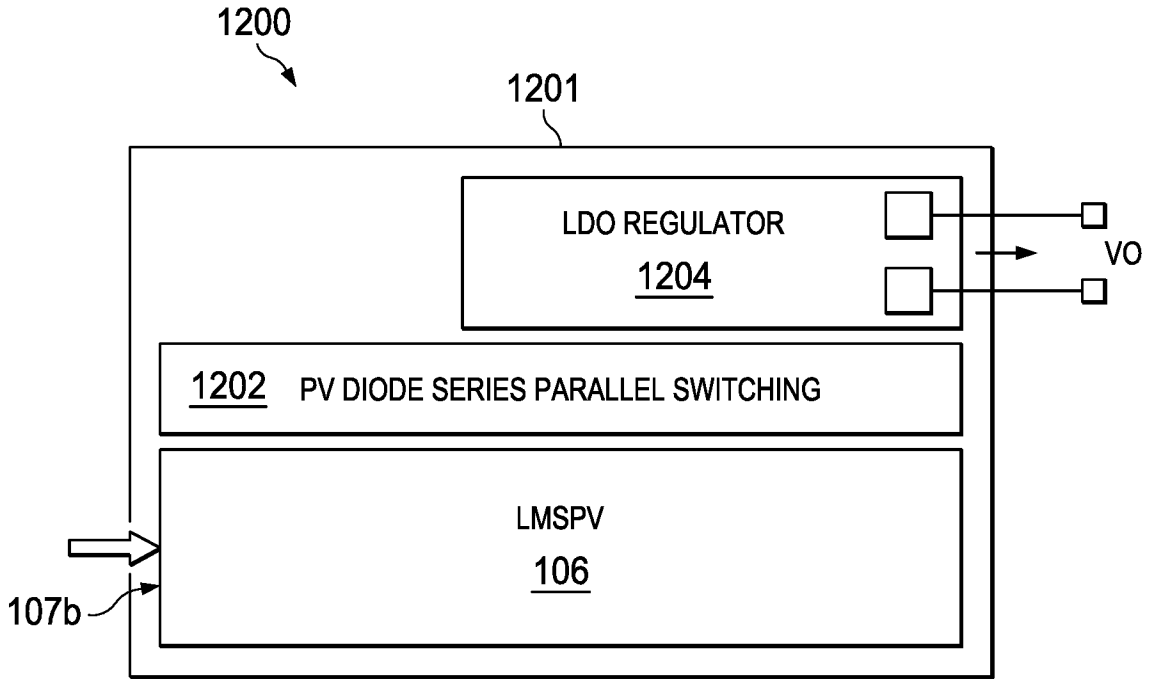 1200
1201
LDO REGULATOR
1204
VO
1202 PV DIODE SERIES PARALLEL SWITCHING
LMSPV
106
107b